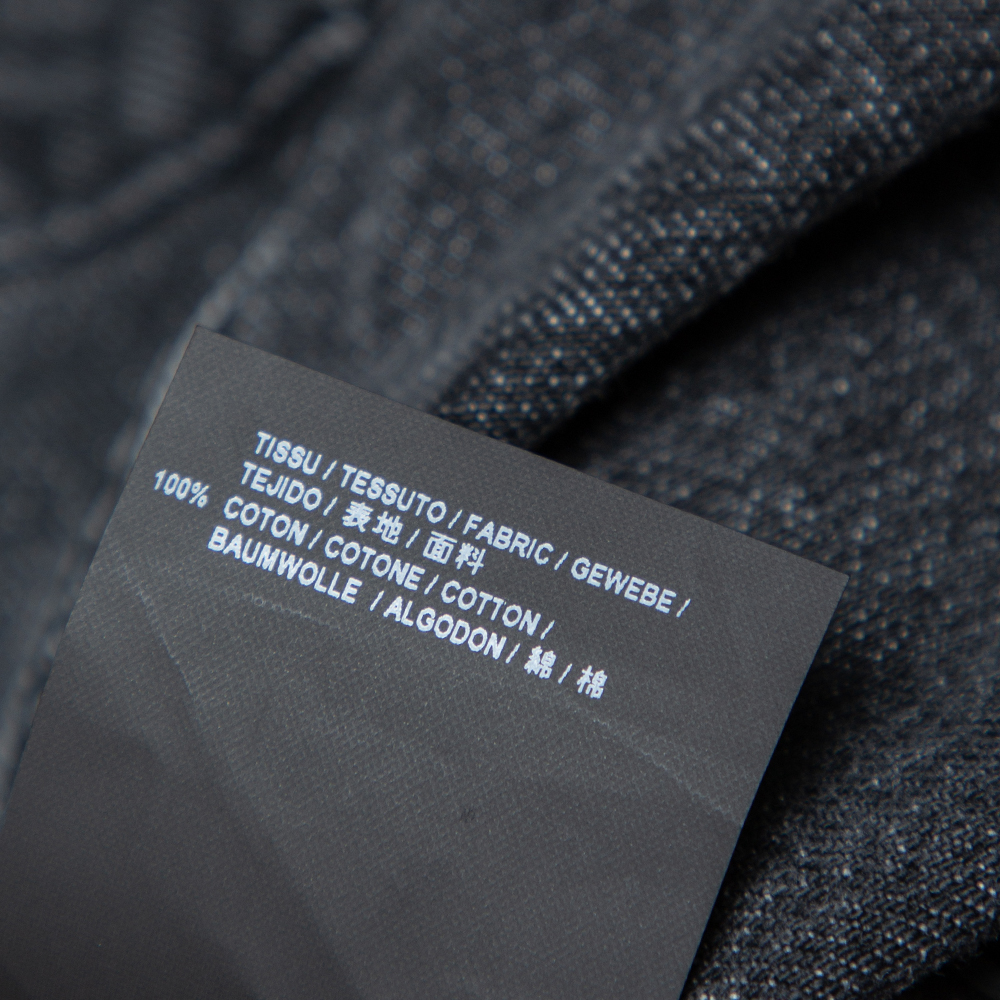 TISSU / TESSUTO / FABRIC / GEWEBE /
TEJIDO / 表地 / 面料
100% COTON / COTONE / COTTON /
BAUMWOLLE / ALGODON / 綿 / 棉